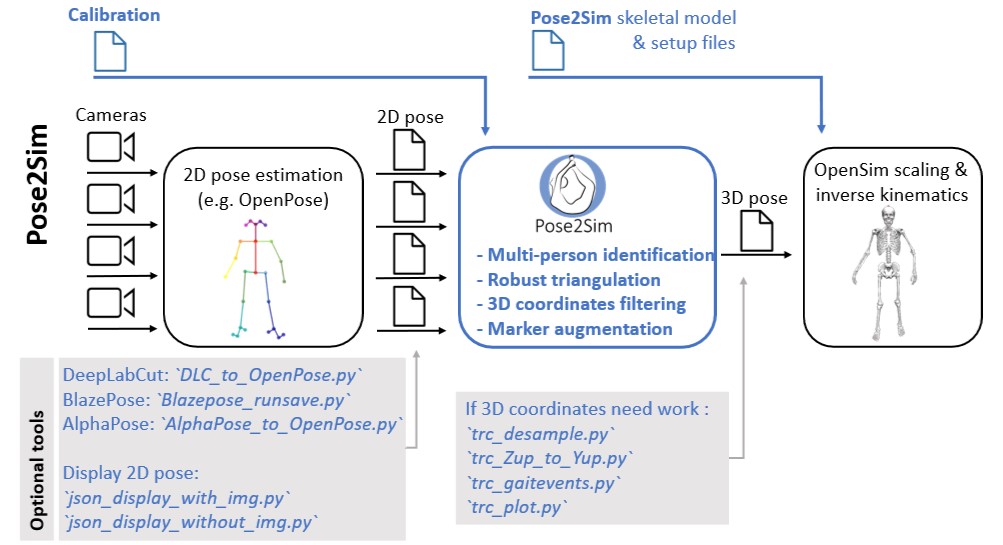 Calibration
Pose2Sim skeletal model
& setup files
Pose2Sim
Cameras
2D pose estimation
(e.g. OpenPose)
2D pose
Pose2Sim
- Multi-person identification
- Robust triangulation
- 3D coordinates filtering
- Marker augmentation
3D pose
OpenSim scaling &
inverse kinematics
Optional tools
DeepLabCut: `DLC_to_OpenPose.py`
BlazePose: `Blazepose_runsave.py`
AlphaPose: `AlphaPose_to_OpenPose.py`
Display 2D pose:
`json_display_with_img.py`
`json_display_without_img.py`
If 3D coordinates need work :
`trc_desample.py`
`trc_Zup_to_Yup.py`
`trc_gaitevents.py`
`trc_plot.py`